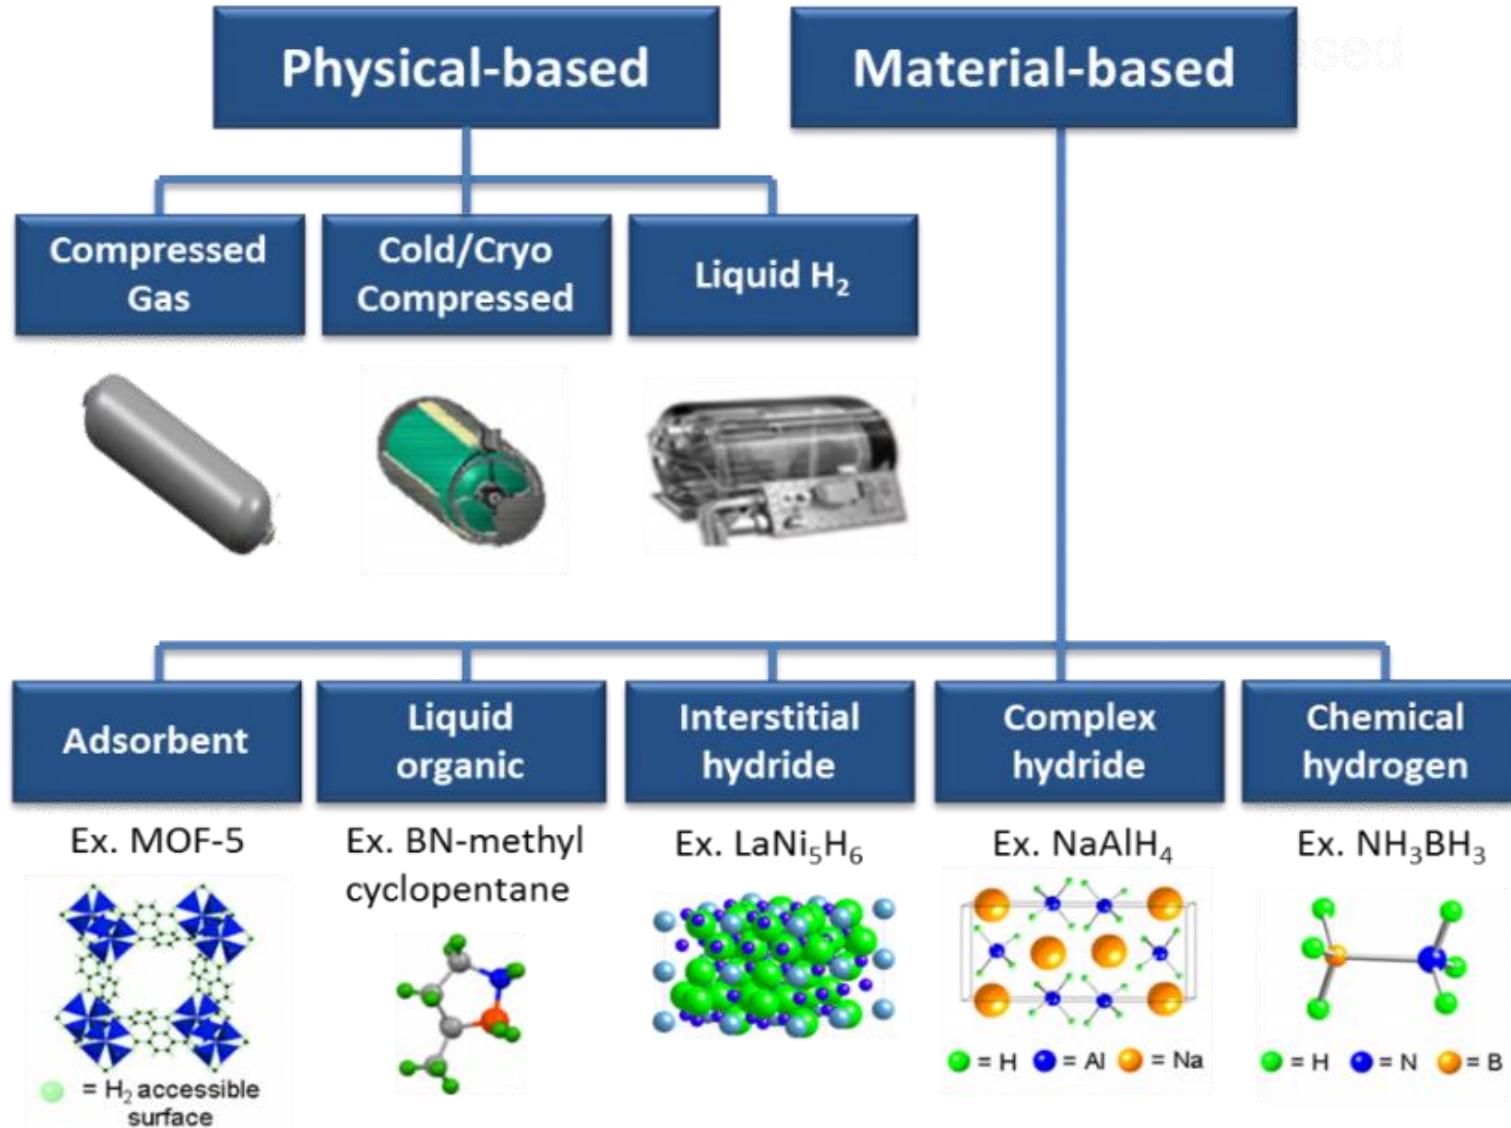 Physical-based
Material-based
Compressed
Gas
Cold/Cryo
Compressed
Liquid H₂
Adsorbent
Liquid
organic
Interstitial
hydride
Complex
hydride
Chemical
hydrogen
Ex. MOF-5
Ex. BN-methyl
cyclopentane
Ex. LaNi₅H₆
Ex. NaAlH₄
Ex. NH₃BH₃
= H₂ accessible
surface
= H
= Al
= Na
= H
= N
= B